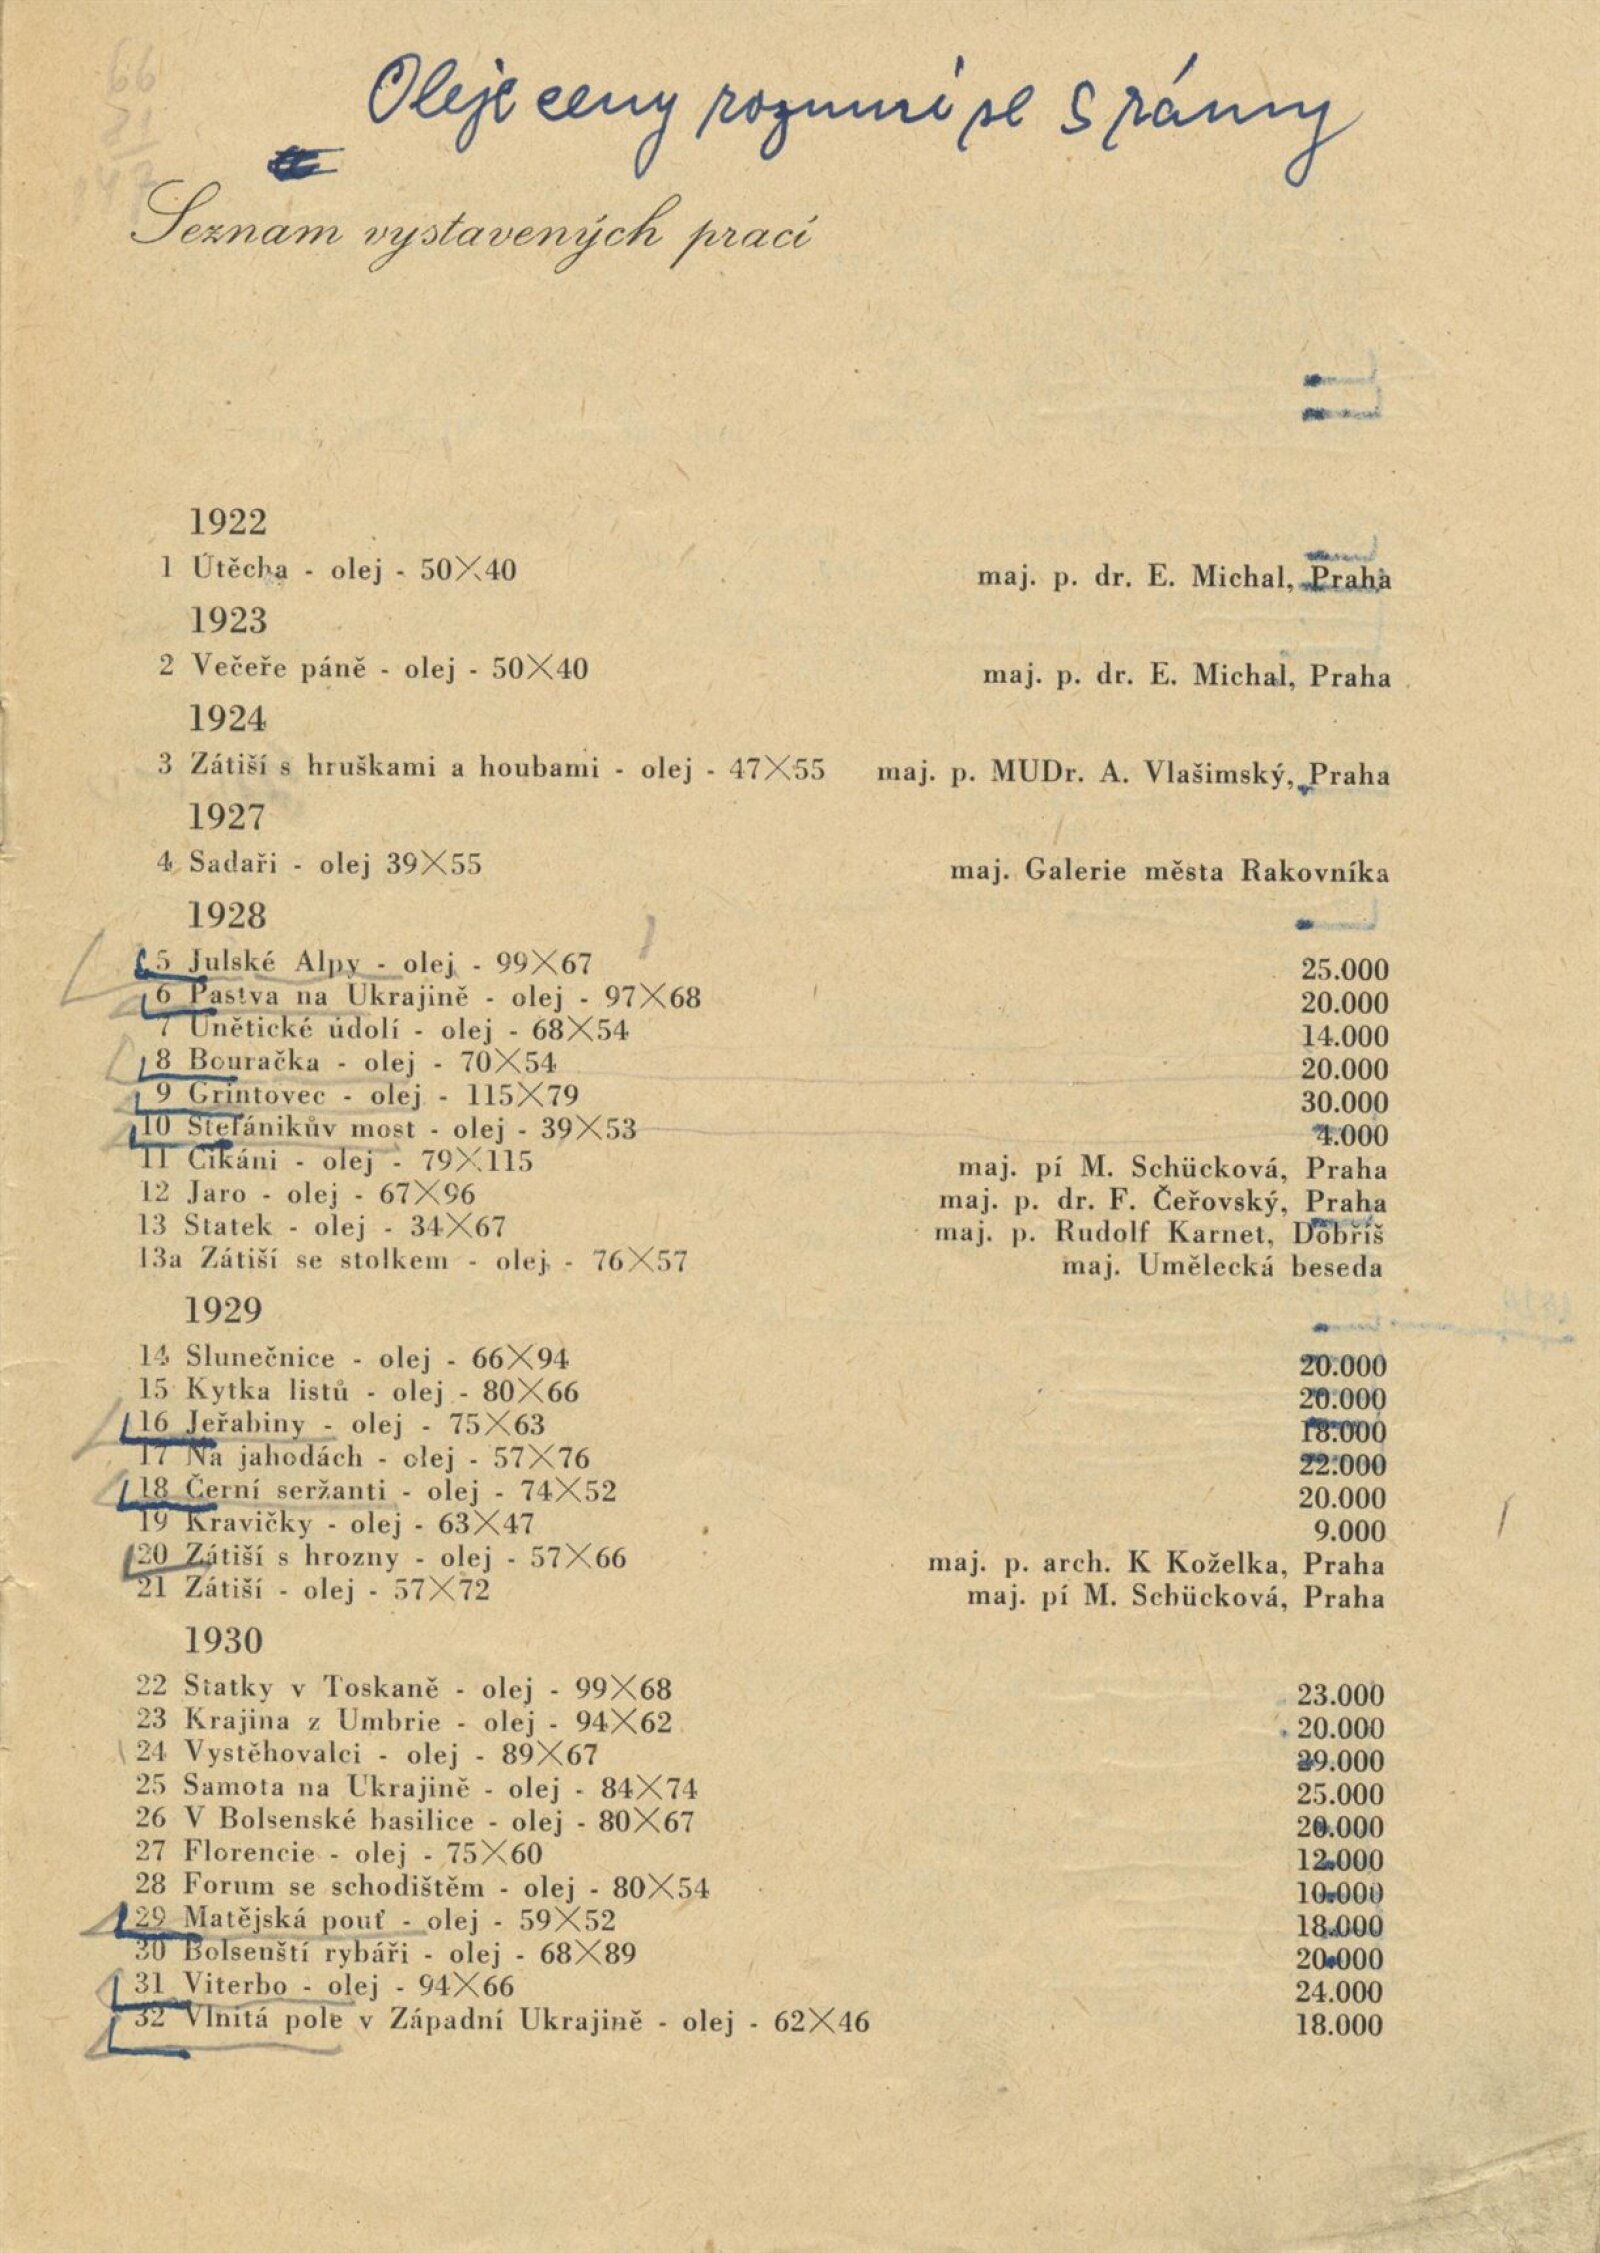 66
81
147
Oleje ceny rozumí se s rámy
Seznam vystavených prací
1922
1 Útěcha - olej - 50×40 maj. p. dr. E. Michal, Praha
1923
2 Večeře páně - olej - 50×40 maj. p. dr. E. Michal, Praha
1924
3 Zátiší s hruškami a houbami - olej - 47×55 maj. p. MUDr. A. Vlašimský, Praha
1927
4 Sadaři - olej 39×55 maj. Galerie města Rakovníka
1928
5 Julské Alpy - olej - 99×67 25.000
6 Pastva na Ukrajině - olej - 97×68 20.000
7 Únětické údolí - olej - 68×54 14.000
8 Bouračka - olej - 70×54 20.000
9 Grintovec - olej - 115×79 30.000
10 Štefánikův most - olej - 39×53 4.000
11 Cikáni - olej - 79×115 maj. pí M. Schücková, Praha
12 Jaro - olej - 67×96 maj. p. dr. F. Čeřovský, Praha
13 Statek - olej - 34×67 maj. p. Rudolf Karnet, Dobříš
13a Zátiší se stolkem - olej - 76×57 maj. Umělecká beseda
1929
14 Slunečnice - olej - 66×94 20.000
15 Kytka listů - olej - 80×66 20.000
16 Jeřabiny - olej - 75×63 18.000
17 Na jahodách - olej - 57×76 22.000
18 Černí seržanti - olej - 74×52 20.000
19 Kravičky - olej - 63×47 9.000
20 Zátiší s hrozny - olej - 57×66 maj. p. arch. K Koželka, Praha
21 Zátiší - olej - 57×72 maj. pí M. Schücková, Praha
1930
22 Statky v Toskaně - olej - 99×68 23.000
23 Krajina z Umbrie - olej - 94×62 20.000
24 Vystěhovalci - olej - 89×67 29.000
25 Samota na Ukrajině - olej - 84×74 25.000
26 V Bolsenské basilice - olej - 80×67 20.000
27 Florencie - olej - 75×60 12.000
28 Forum se schodištěm - olej - 80×54 10.000
29 Matějská pouť - olej - 59×52 18.000
30 Bolsenští rybáři - olej - 68×89 20.000
31 Viterbo - olej - 94×66 24.000
32 Vlnitá pole v Západní Ukrajině - olej - 62×46 18.000